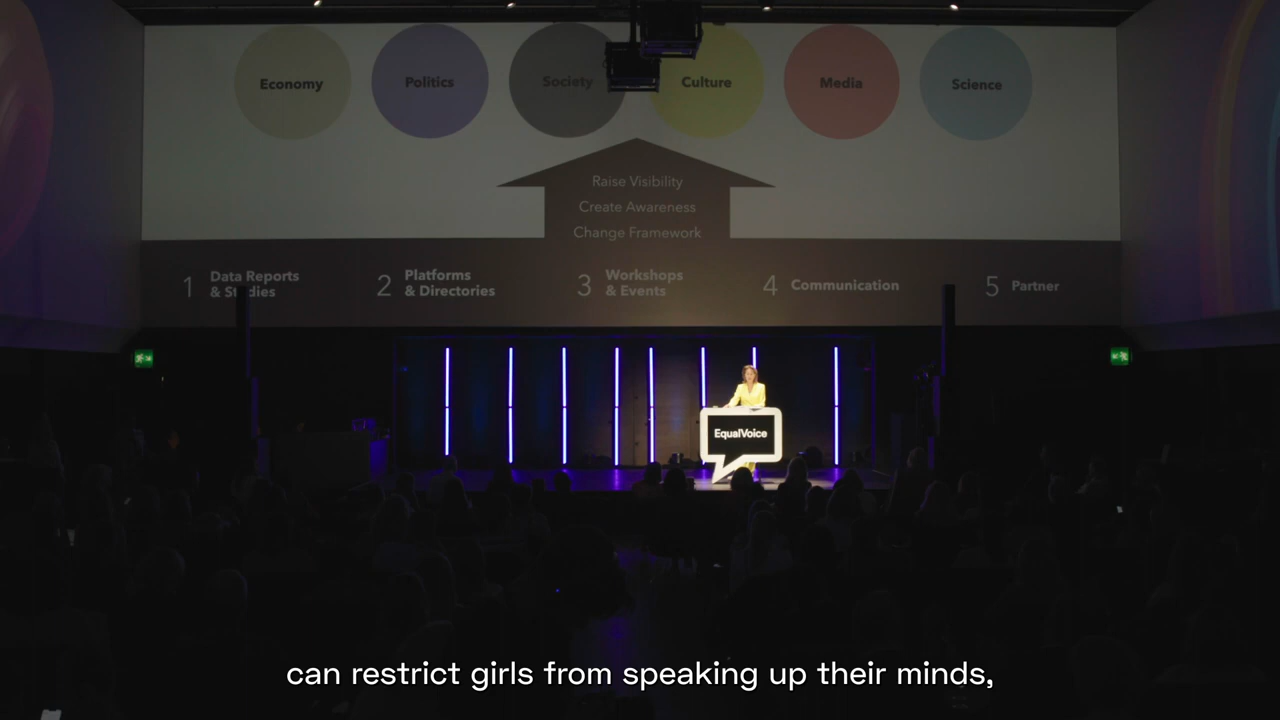 Economy
Politics
Society
Culture
Media
Science
Raise Visibility
Create Awareness
Change Framework
1 Data Reports
& Studies
2 Platforms
& Directories
3 Workshops
& Events
4 Communication
5 Partner
EqualVoice
can restrict girls from speaking up their minds,